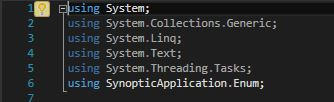 1 using System;
2 using System.Collections.Generic;
3 using System.Linq;
4 using System.Text;
5 using System.Threading.Tasks;
6 using SynopticApplication.Enum;
7